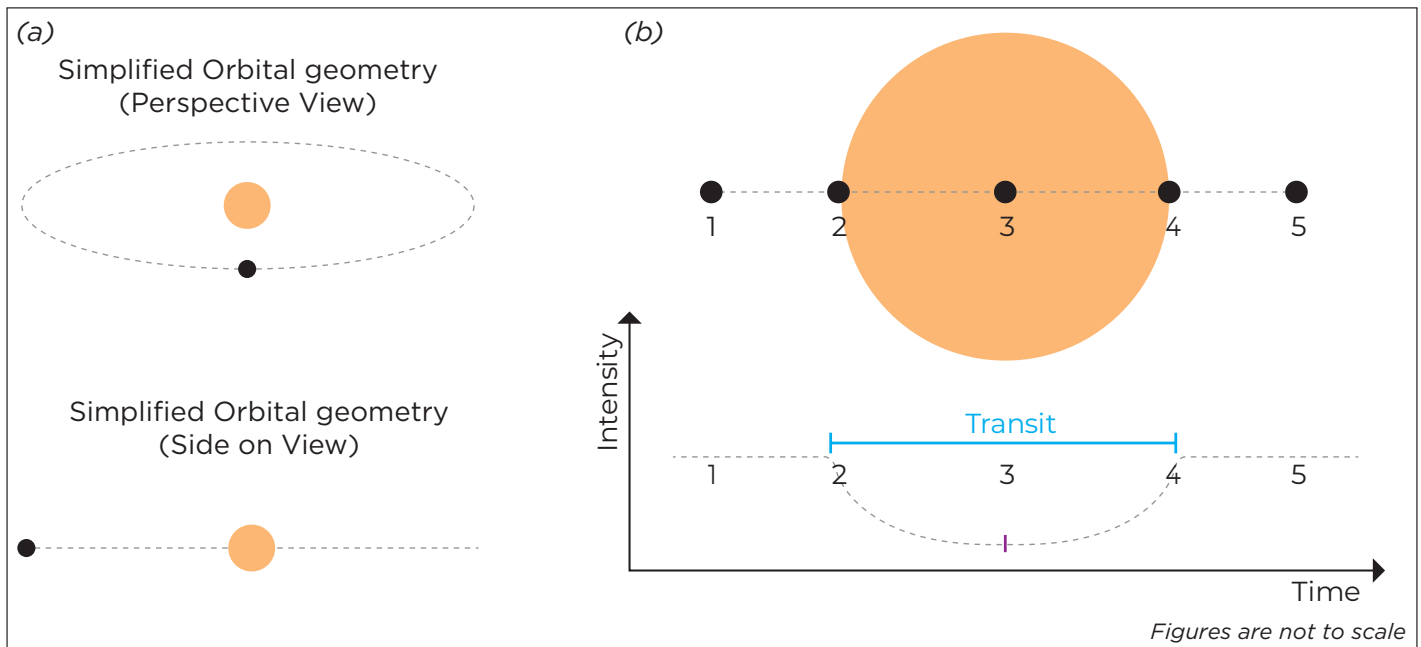 (a)
Simplified Orbital geometry
(Perspective View)
Simplified Orbital geometry
(Side on View)
(b)
1 2 3 4 5
Intensity
Transit
1 2 3 4 5
Time
Figures are not to scale